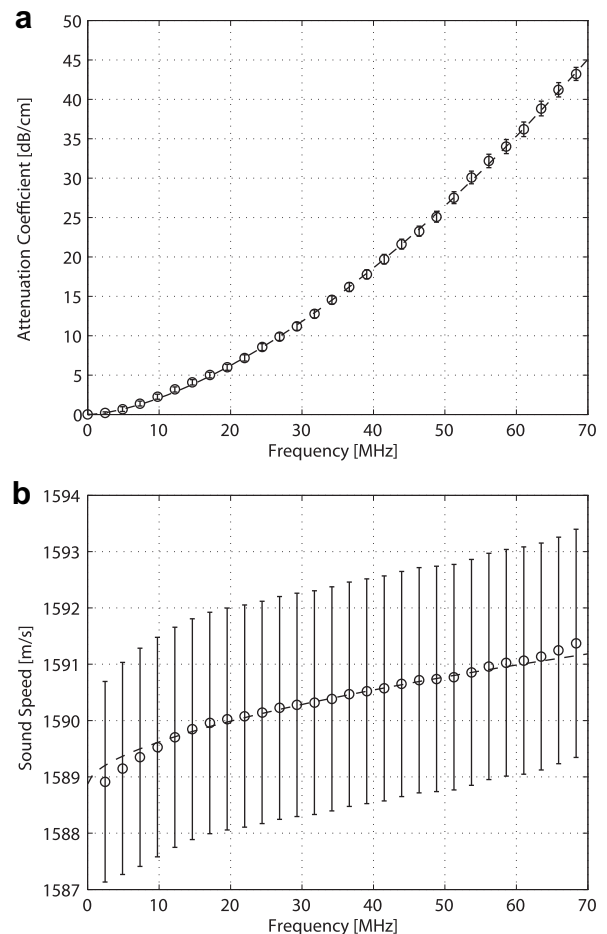 a
50
45
40
35
30
25
20
15
10
5
0
Attenuation Coefficient [dB/cm]
0 10 20 30 40 50 60 70
Frequency [MHz]
b
1594
1593
1592
1591
1590
1589
1588
1587
Sound Speed [m/s]
0 10 20 30 40 50 60 70
Frequency [MHz]